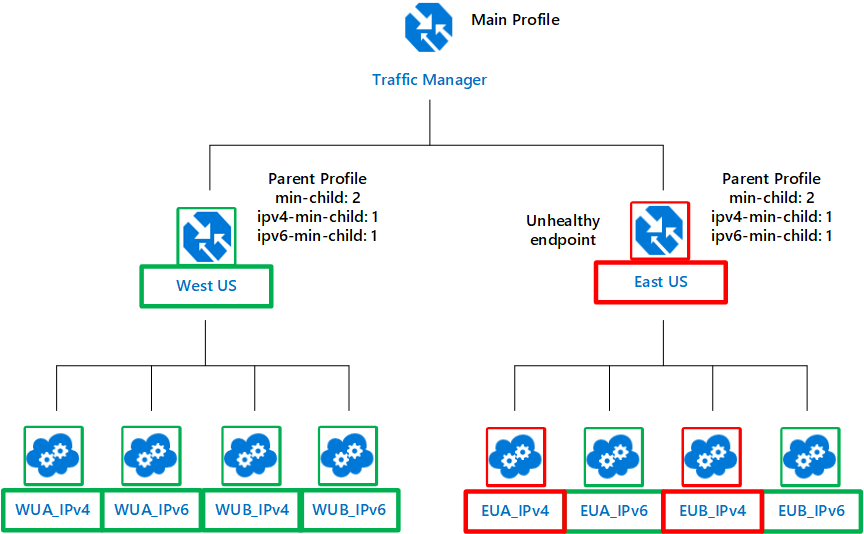 Main Profile
Traffic Manager
Parent Profile
min-child: 2
ipv4-min-child: 1
ipv6-min-child: 1
West US
Unhealthy
endpoint
Parent Profile
min-child: 2
ipv4-min-child: 1
ipv6-min-child: 1
East US
WUA_IPv4
WUA_IPv6
WUB_IPv4
WUB_IPv6
EUA_IPv4
EUA_IPv6
EUB_IPv4
EUB_IPv6